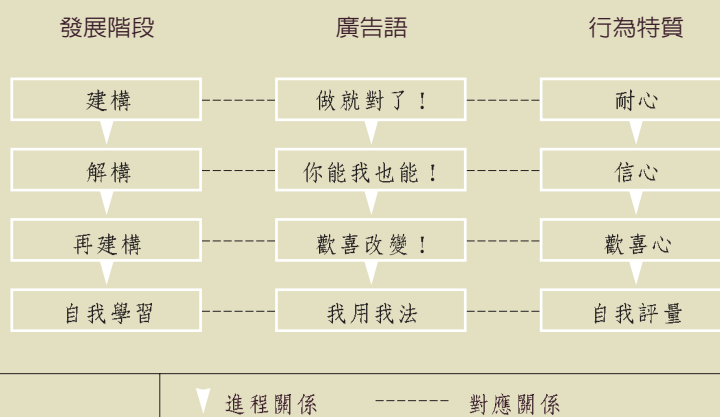 發展階段 廣告語 行為特質
建構 做就對了！ 耐心
解構 你能我也能！ 信心
再建構 歡喜改變！ 歡喜心
自我學習 我用我法 自我評量
進程關係 對應關係